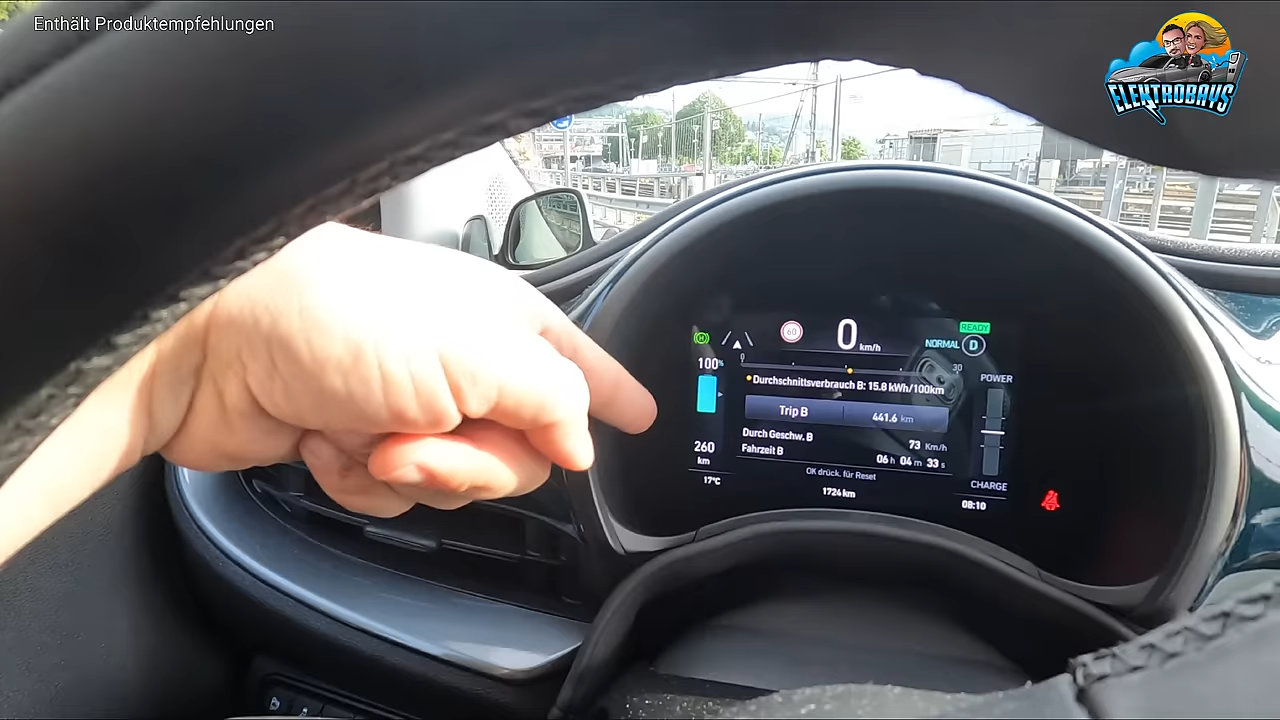 Enthält Produktempfehlungen
ELEKTROBAYS
60
0 km/h
READY
NORMAL D
100%
0
30
POWER
Durchschnittsverbrauch B: 15.8 kWh/100km
Trip B 441.6 km
Durch Geschw. B 73 Km/h
Fahrzeit B 06 h 04 m 33 s
260
km
OK drück. für Reset
17°C
1724 km
CHARGE
08:10